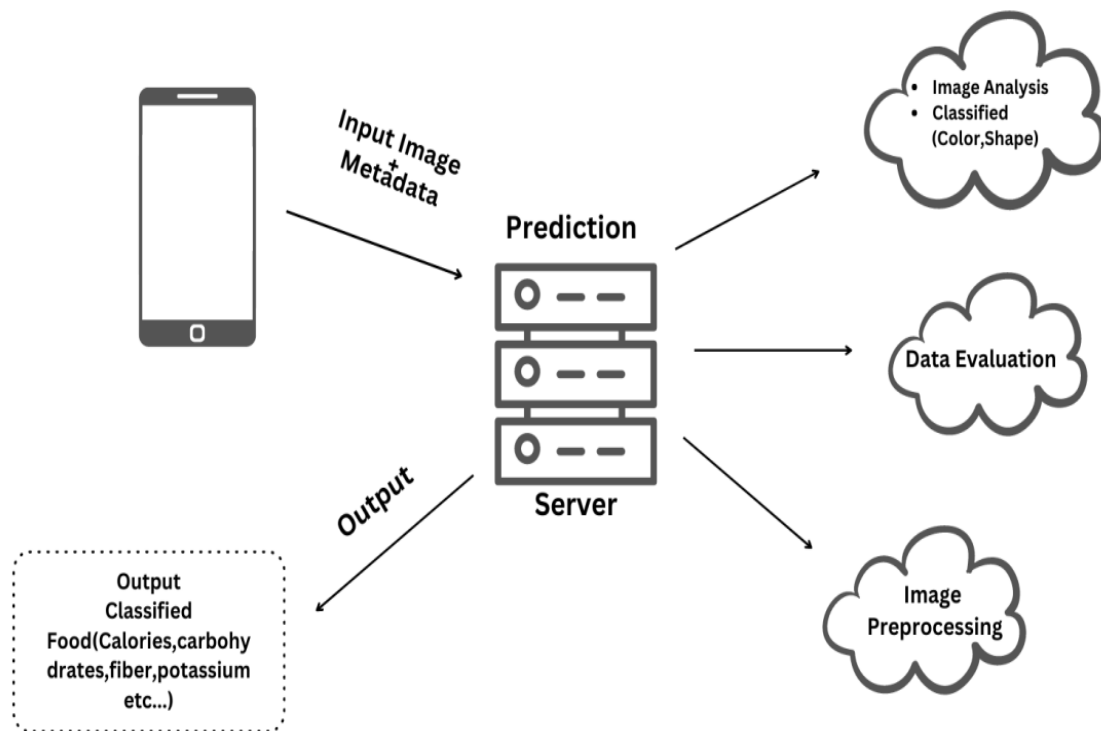 Input Image
+
Metadata
Prediction
Server
• Image Analysis
• Classified
(Color,Shape)
Data Evaluation
Image
Preprocessing
Output
Output
Classified
Food(Calories,carbohy
drates,fiber,potassium
etc...)